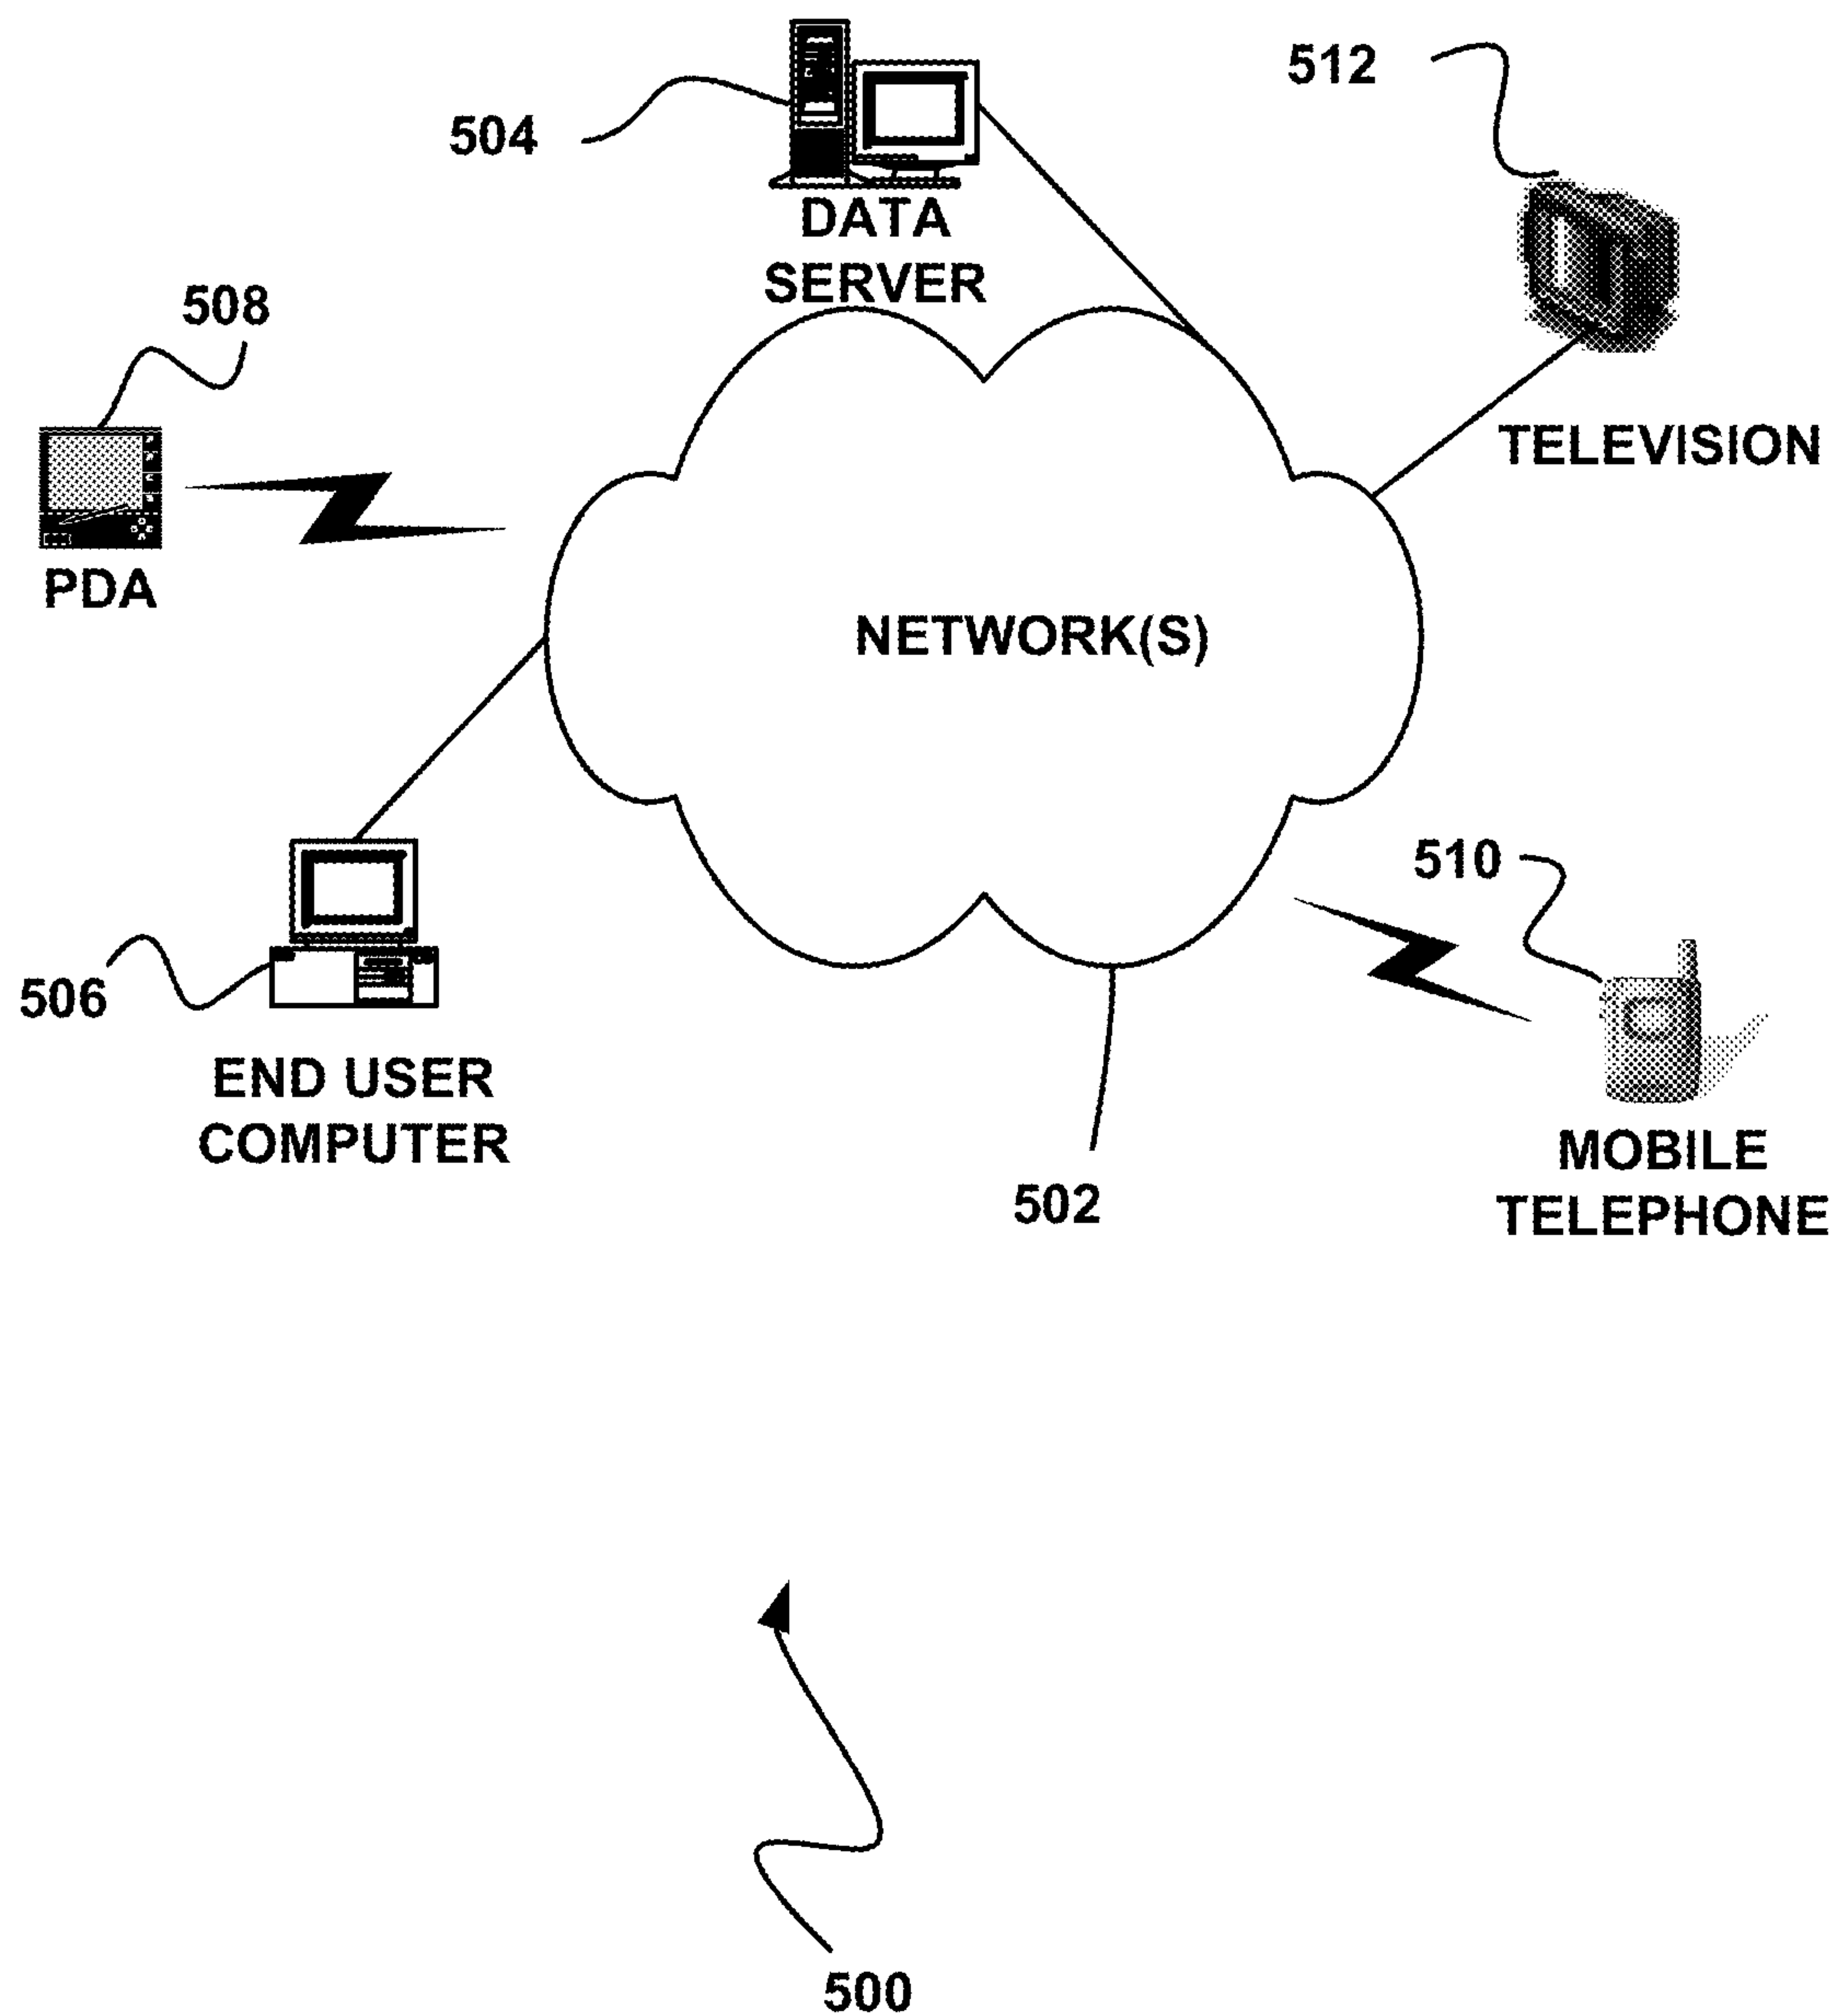 512
504
DATA
SERVER
508
TELEVISION
PDA
NETWORK(S)
510
506
END USER
COMPUTER
MOBILE
TELEPHONE
502
500